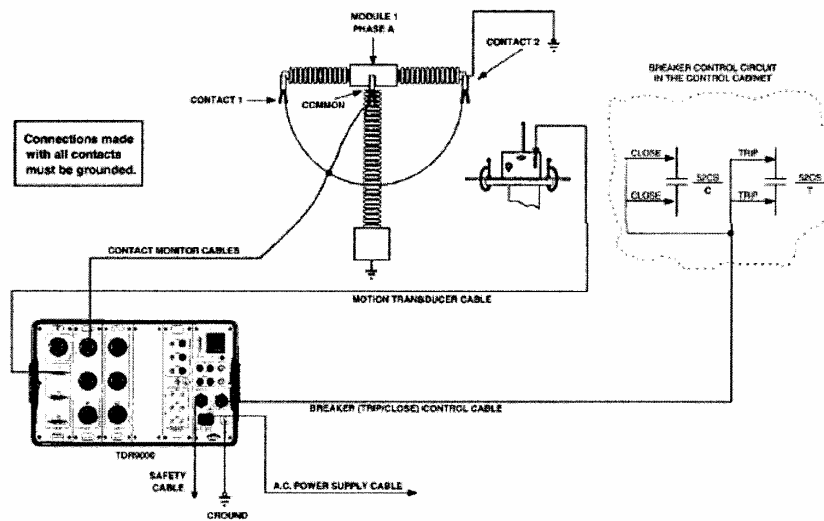 MODULE 1
PHASE A
CONTACT 2
CONTACT 1
COMMON
BREAKER CONTROL CIRCUIT
IN THE CONTROL CABINET
Connections made
with all contacts
must be grounded.
CLOSE
52CS
C
CLOSE
TRIP
52CS
T
TRIP
CONTACT MONITOR CABLES
MOTION TRANSDUCER CABLE
BREAKER (TRIP/CLOSE) CONTROL CABLE
TDR9000
SAFETY
CABLE
A.C. POWER SUPPLY CABLE
GROUND